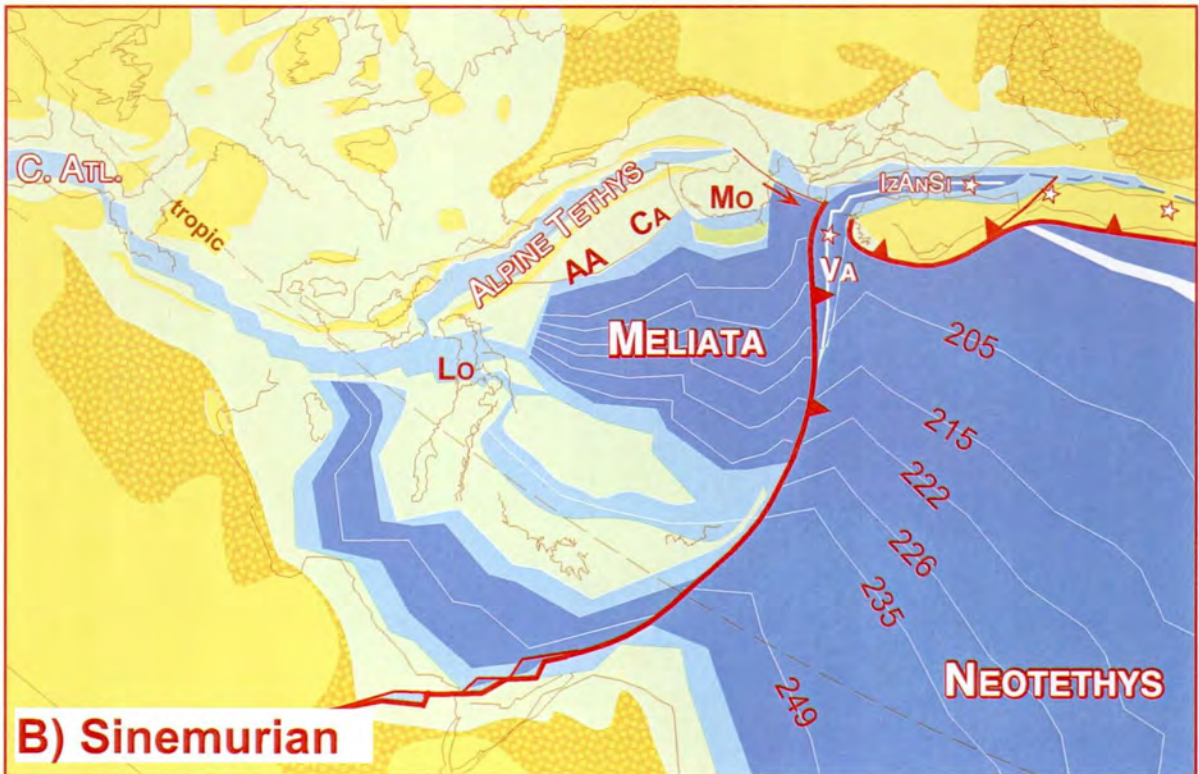 C. ATL.
tropic
ALPINE TETHYS
AA
CA
MO
IZANSI
VA
MELIATA
LO
205
215
222
226
235
249
NEOTETHYS
B) Sinemurian